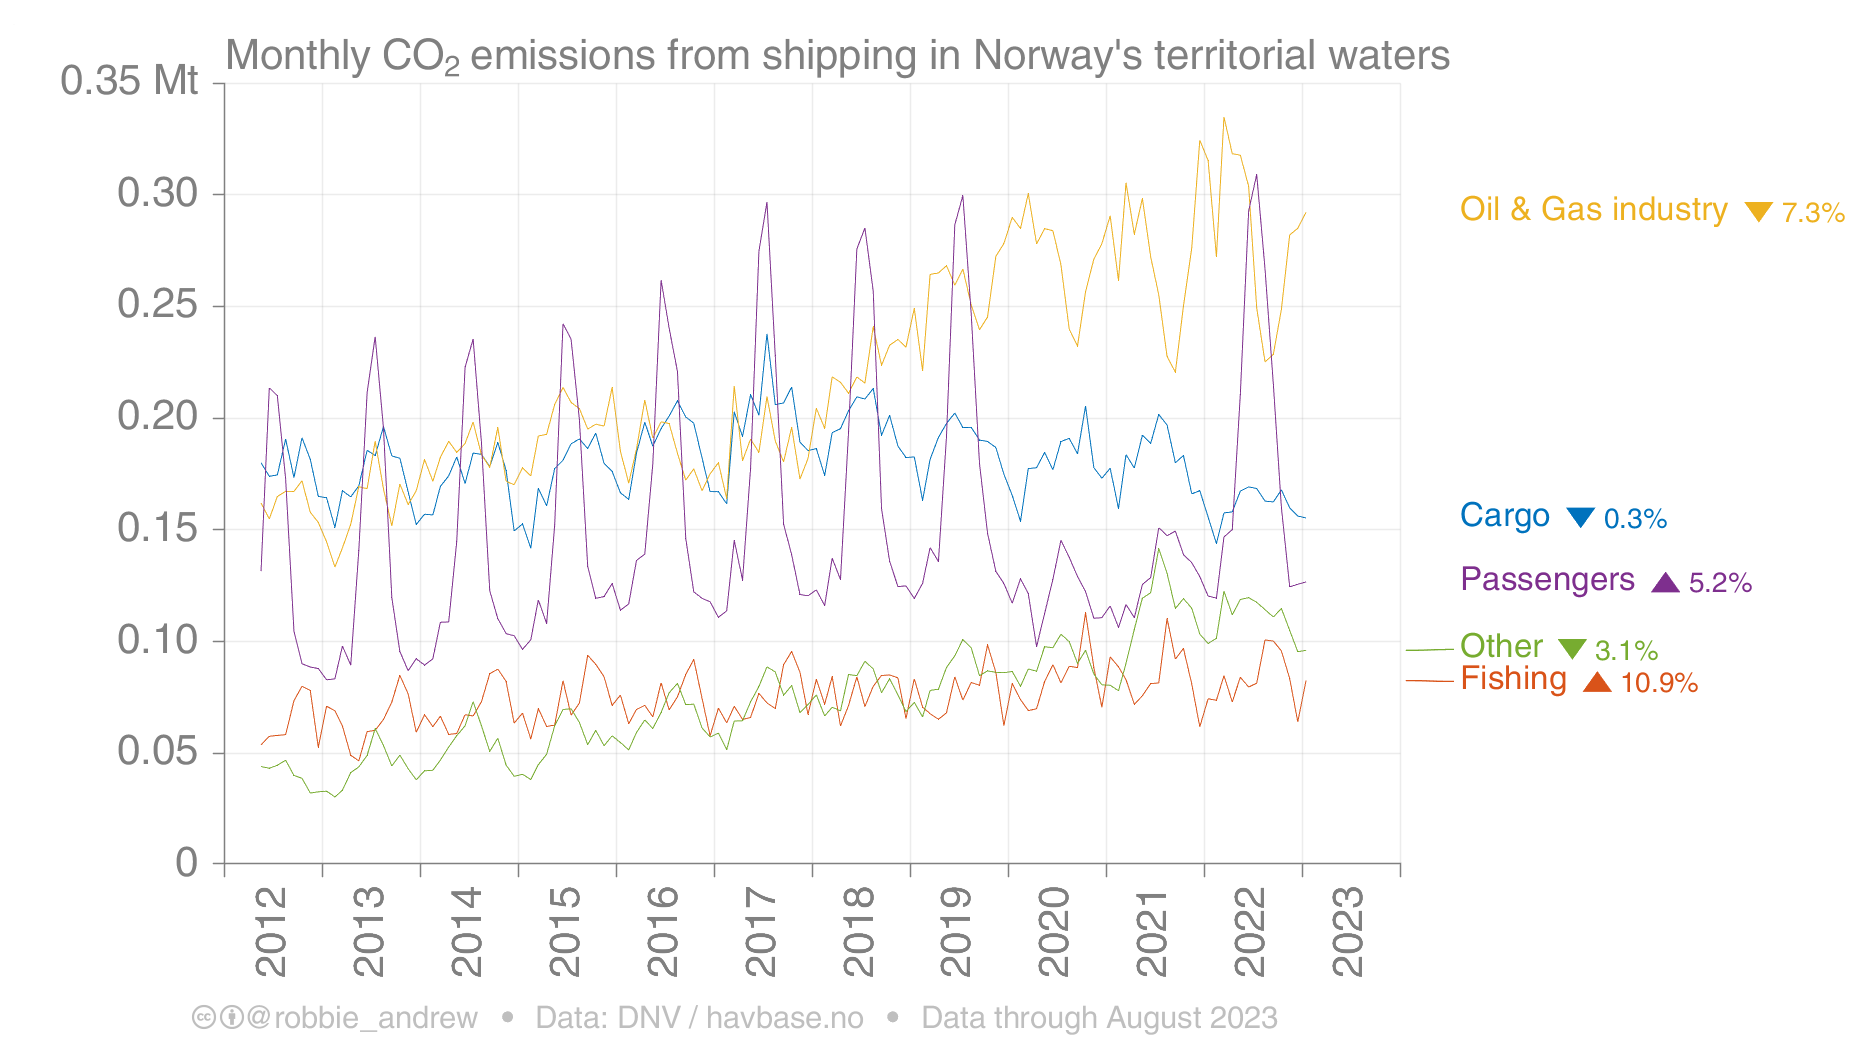 Monthly CO₂ emissions from shipping in Norway's territorial waters
0.35 Mt
0.30
0.25
0.20
0.15
0.10
0.05
0
2012
2013
2014
2015
2016
2017
2018
2019
2020
2021
2022
2023
Oil & Gas industry ▼ 7.3%
Cargo ▼ 0.3%
Passengers ▲ 5.2%
Other ▼ 3.1%
Fishing ▲ 10.9%
@robbie_andrew • Data: DNV / havbase.no • Data through August 2023